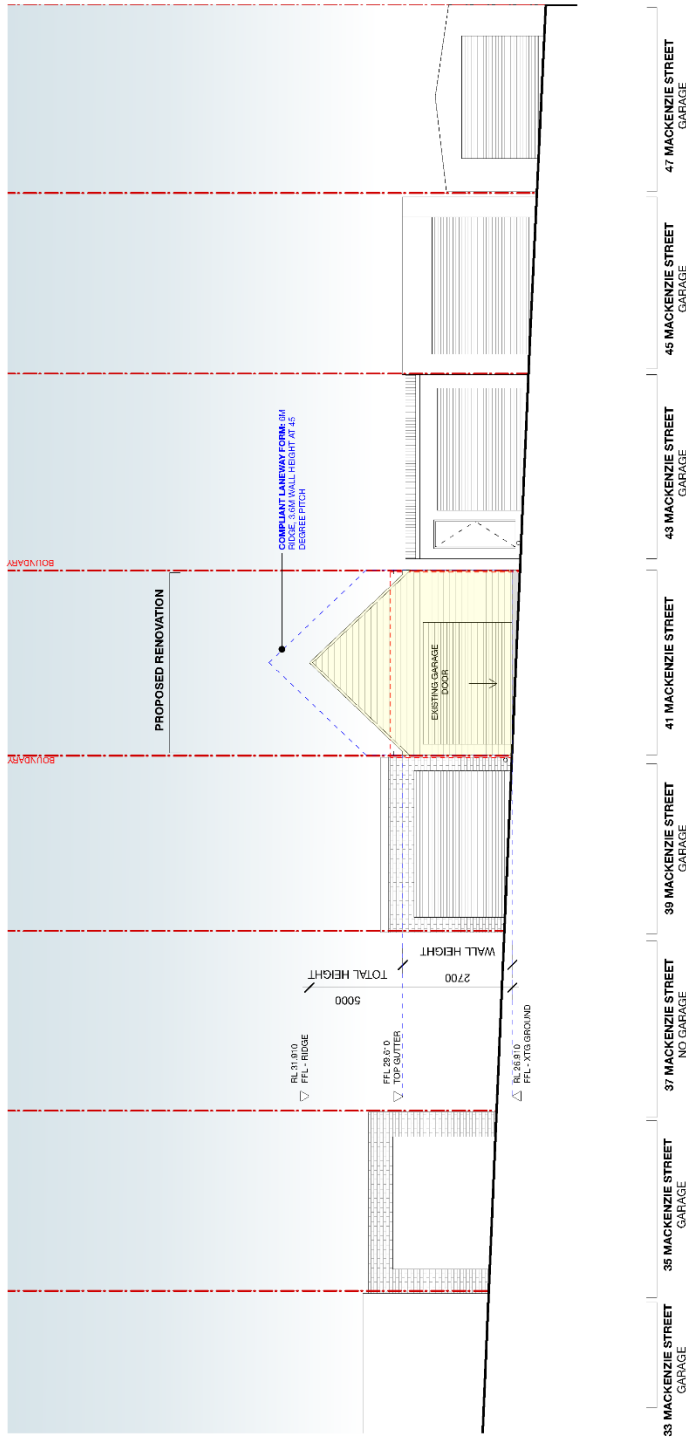 PROPOSED RENOVATION
COMPLIANT LANEWAY FORM: 0M
RIDGE, 3.6M WALL HEIGHT AT 45
DEGREE PITCH
BOUNDARY
BOUNDARY
EXISTING GARAGE
DOOR
RL 31.910
FFL - RIDGE
FFL 29.610
TOP GUTTER
RL 26.910
FFL - XTG GROUND
5000
TOTAL HEIGHT
2700
WALL HEIGHT
33 MACKENZIE STREET
GARAGE
35 MACKENZIE STREET
GARAGE
37 MACKENZIE STREET
NO GARAGE
39 MACKENZIE STREET
GARAGE
41 MACKENZIE STREET
43 MACKENZIE STREET
GARAGE
45 MACKENZIE STREET
GARAGE
47 MACKENZIE STREET
GARAGE